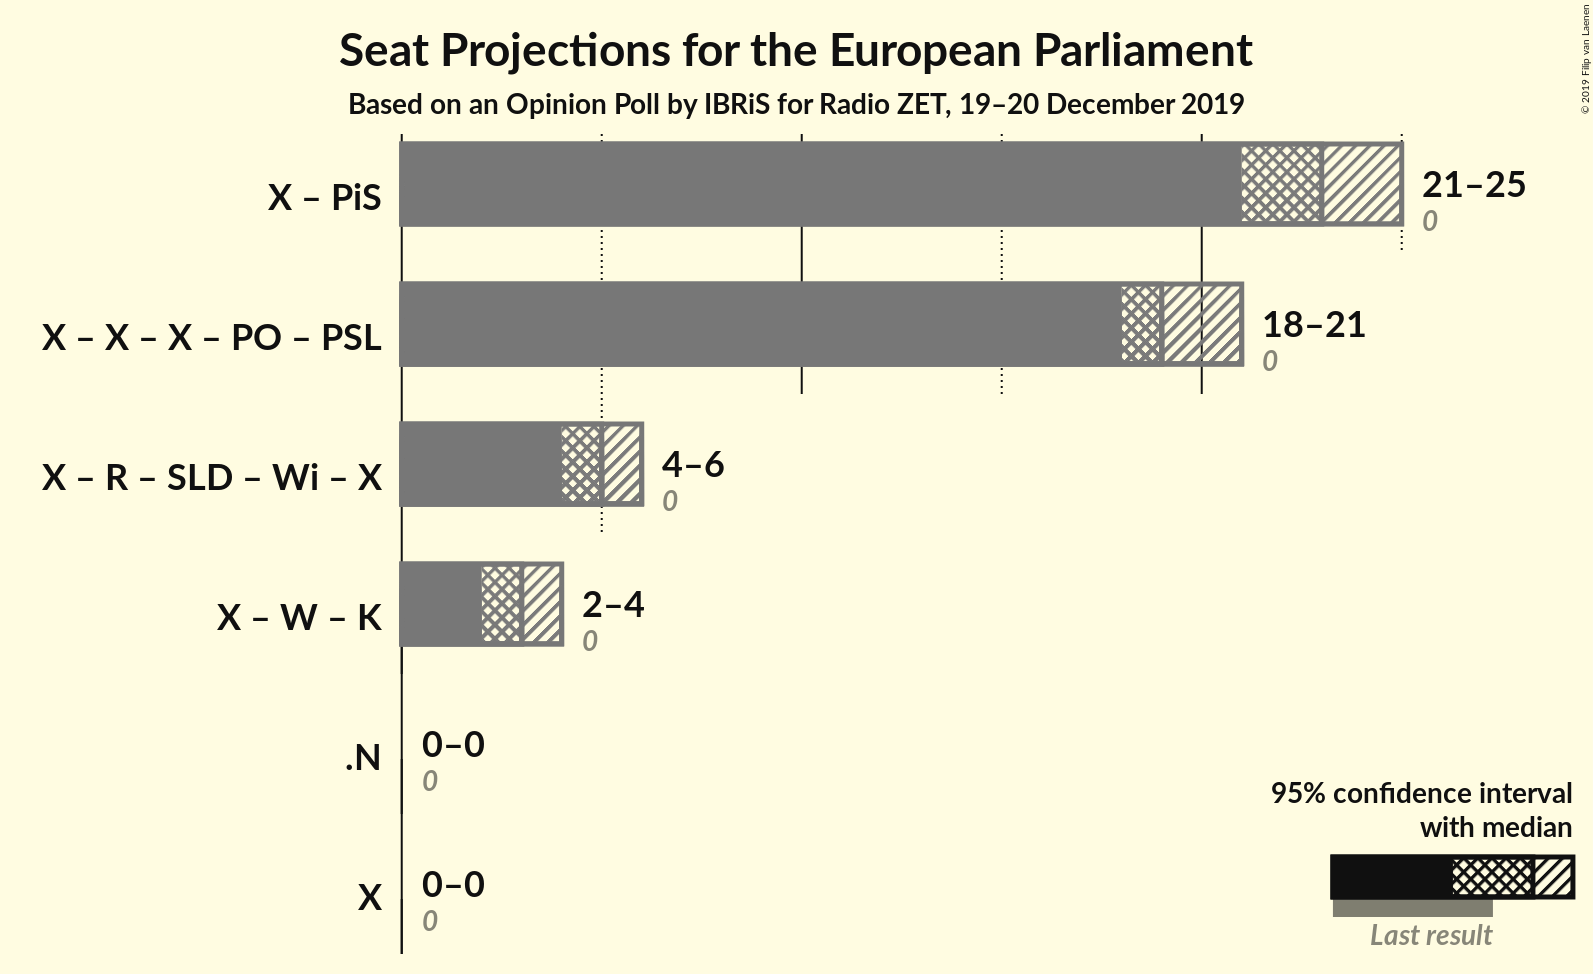 Seat Projections for the European Parliament
Based on an Opinion Poll by IBRiS for Radio ZET, 19–20 December 2019
© 2019 Filip van Laenen
X – PiS
21–25
0
X – X – X – PO – PSL
18–21
0
X – R – SLD – Wi – X
4–6
0
X – W – K
2–4
0
.N
0–0
0
X
0–0
0
95% confidence interval
with median
Last result